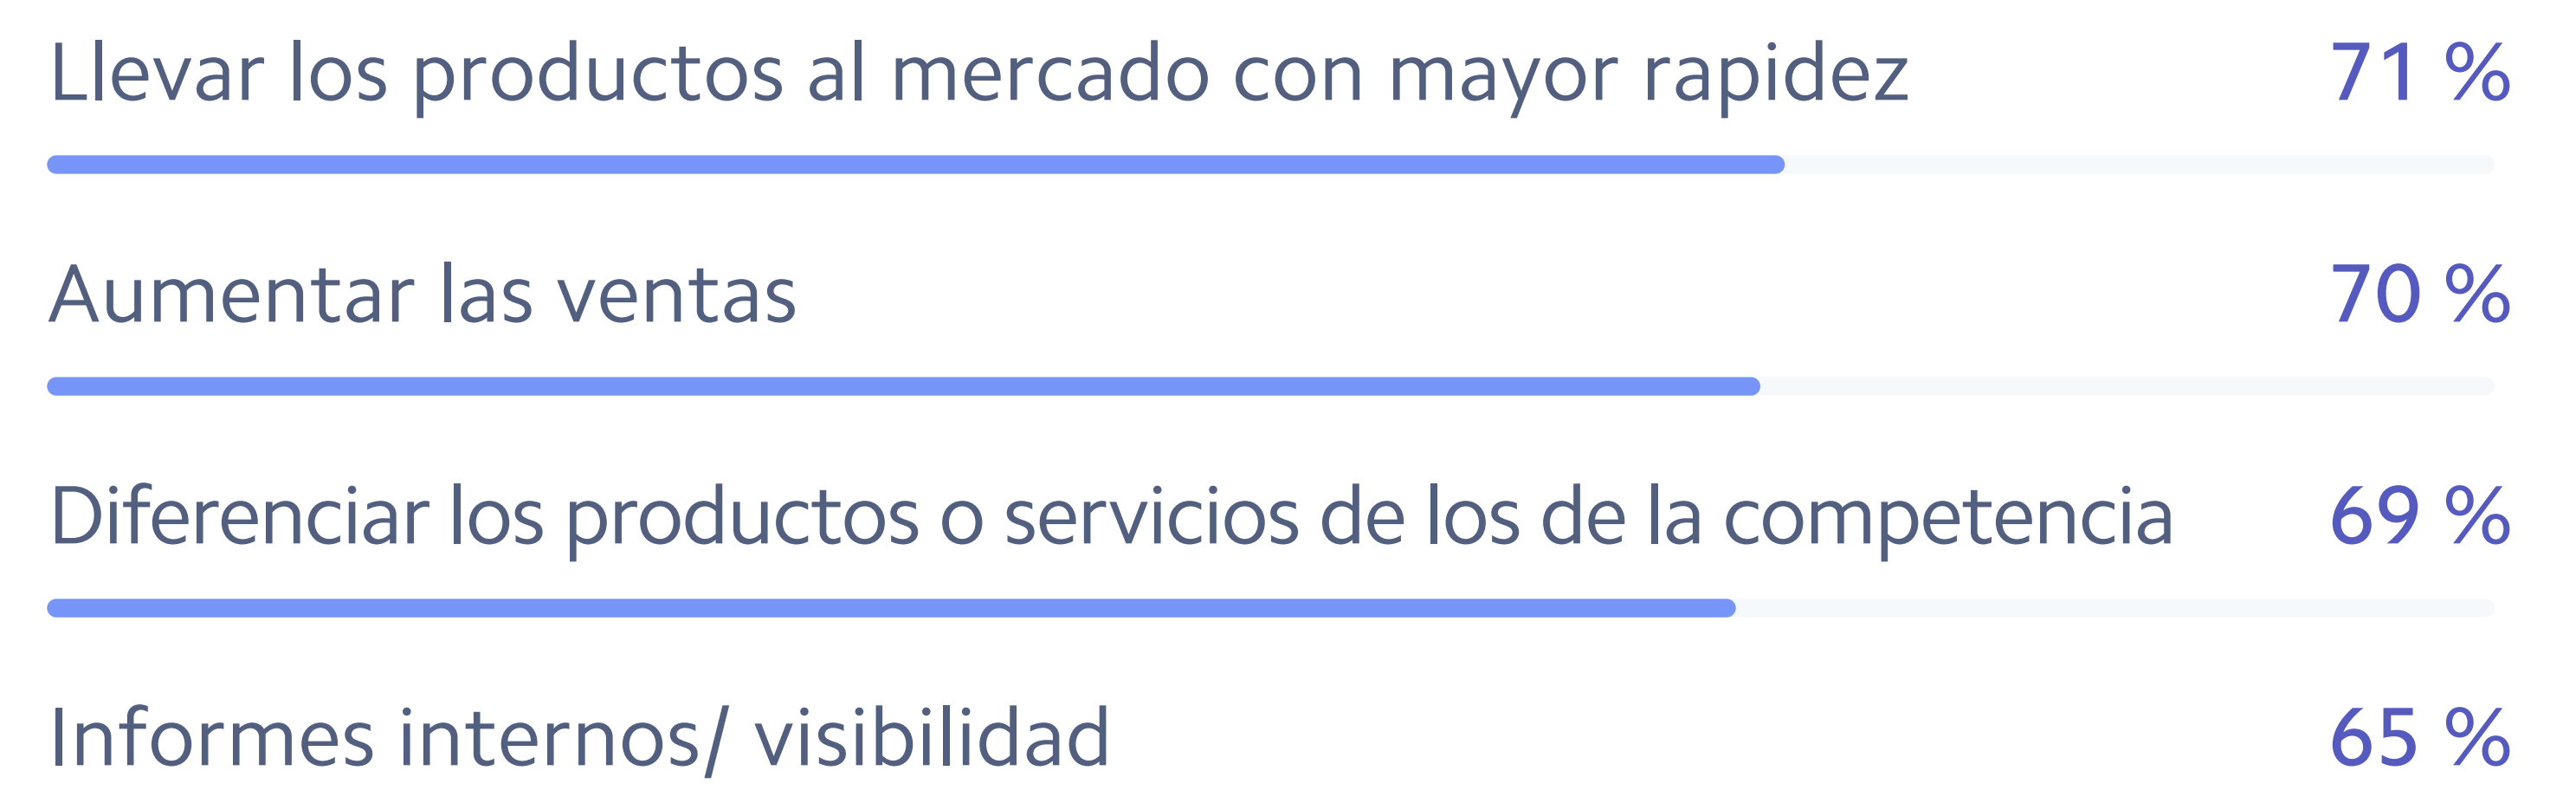 Llevar los productos al mercado con mayor rapidez 71 %
Aumentar las ventas 70 %
Diferenciar los productos o servicios de los de la competencia 69 %
Informes internos/ visibilidad 65 %